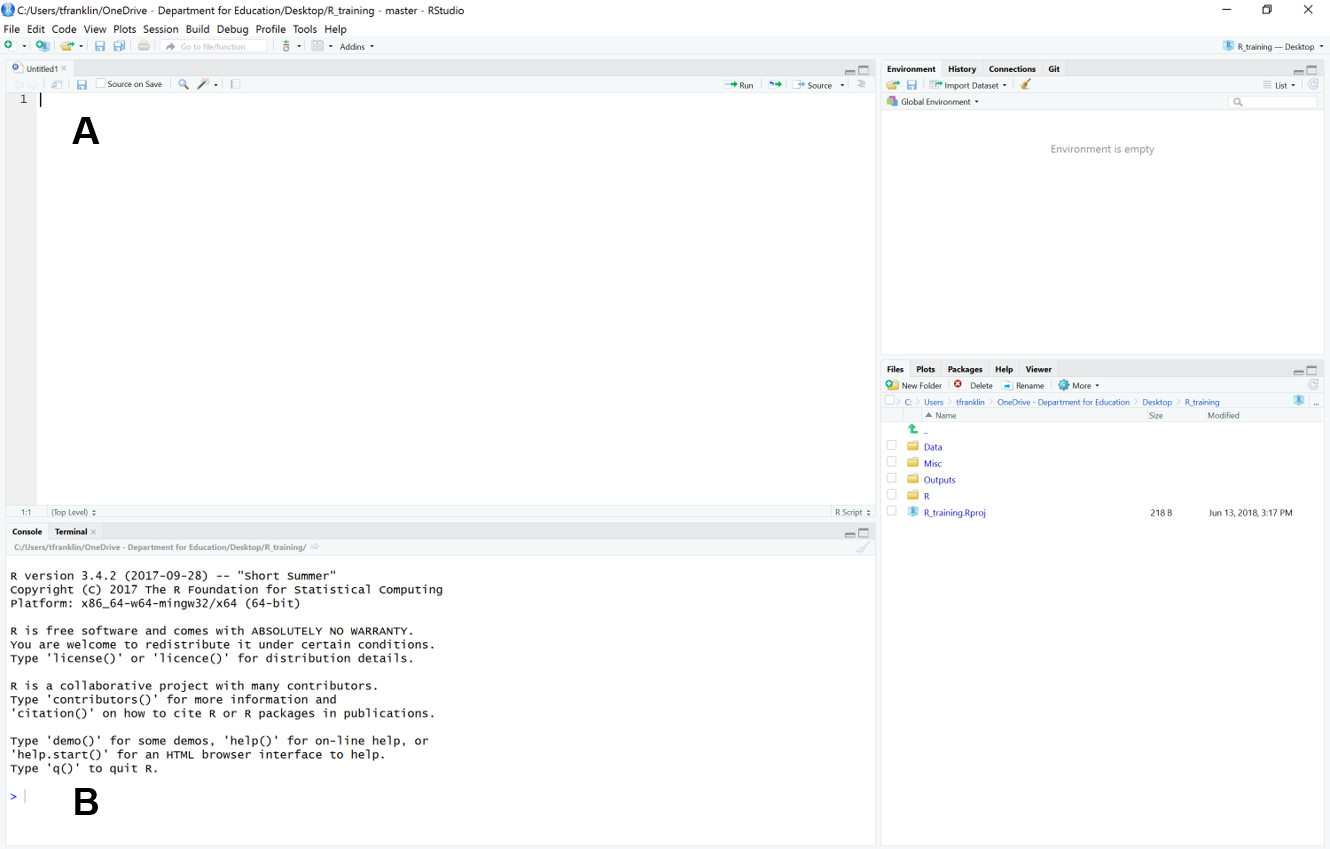 C:/Users/tfranklin/OneDrive - Department for Education/Desktop/R_training - master - RStudio
File Edit Code View Plots Session Build Debug Profile Tools Help
Go to file/function Addins R_training — Desktop
Untitled1
Source on Save Run Source
1
A
1:1 (Top Level) R Script
Console Terminal
C:/Users/tfranklin/OneDrive - Department for Education/Desktop/R_training/
R version 3.4.2 (2017-09-28) -- "Short Summer"
Copyright (C) 2017 The R Foundation for Statistical Computing
Platform: x86_64-w64-mingw32/x64 (64-bit)
R is free software and comes with ABSOLUTELY NO WARRANTY.
You are welcome to redistribute it under certain conditions.
Type 'license()' or 'licence()' for distribution details.
R is a collaborative project with many contributors.
Type 'contributors()' for more information and
'citation()' on how to cite R or R packages in publications.
Type 'demo()' for some demos, 'help()' for on-line help, or
'help.start()' for an HTML browser interface to help.
Type 'q()' to quit R.
>
B
Environment History Connections Git
Import Dataset List
Global Environment
Environment is empty
Files Plots Packages Help Viewer
New Folder Delete Rename More
C: Users tfranklin OneDrive - Department for Education Desktop R_training ...
Name Size Modified
..
Data
Misc
Outputs
R
R_training.Rproj 218 B Jun 13, 2018, 3:17 PM